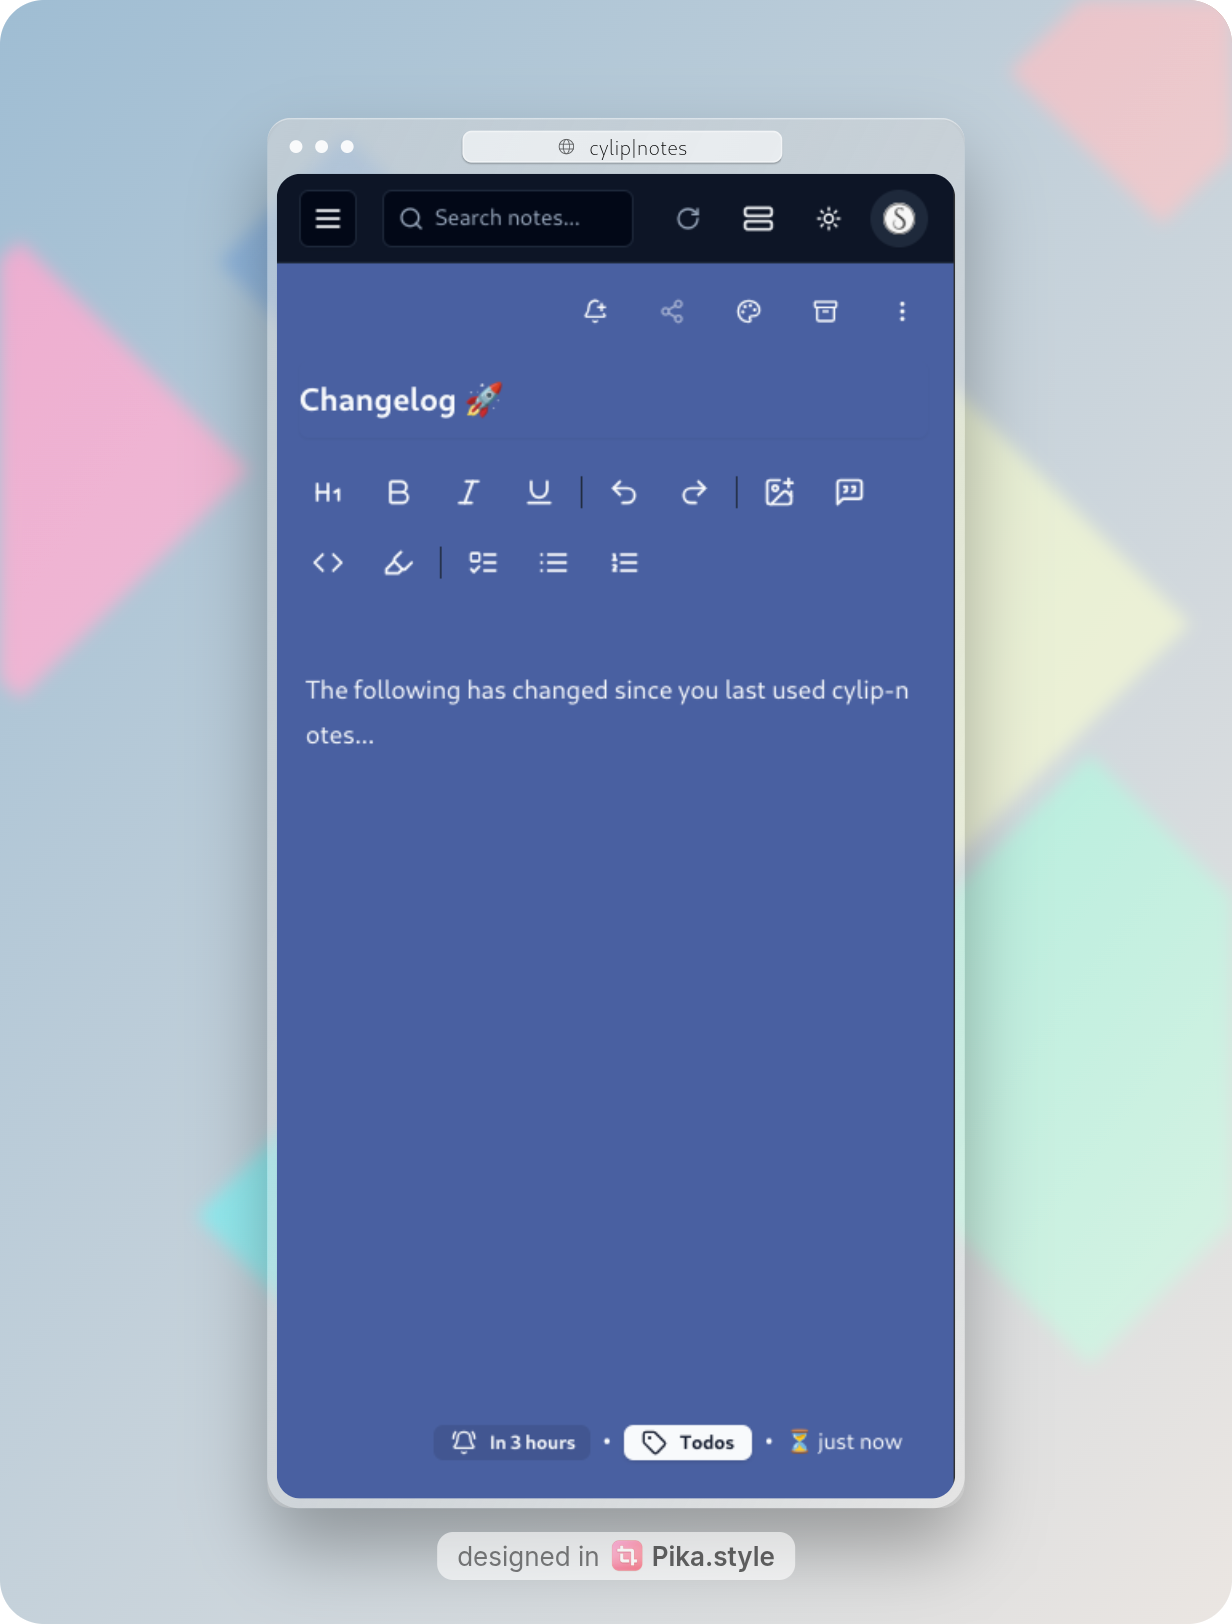 cylip|notes
Search notes...
S
Changelog 🚀
H1 B I U
The following has changed since you last used cylip-n
otes...
In 3 hours • Todos • ⏳ just now
designed in Pika.style